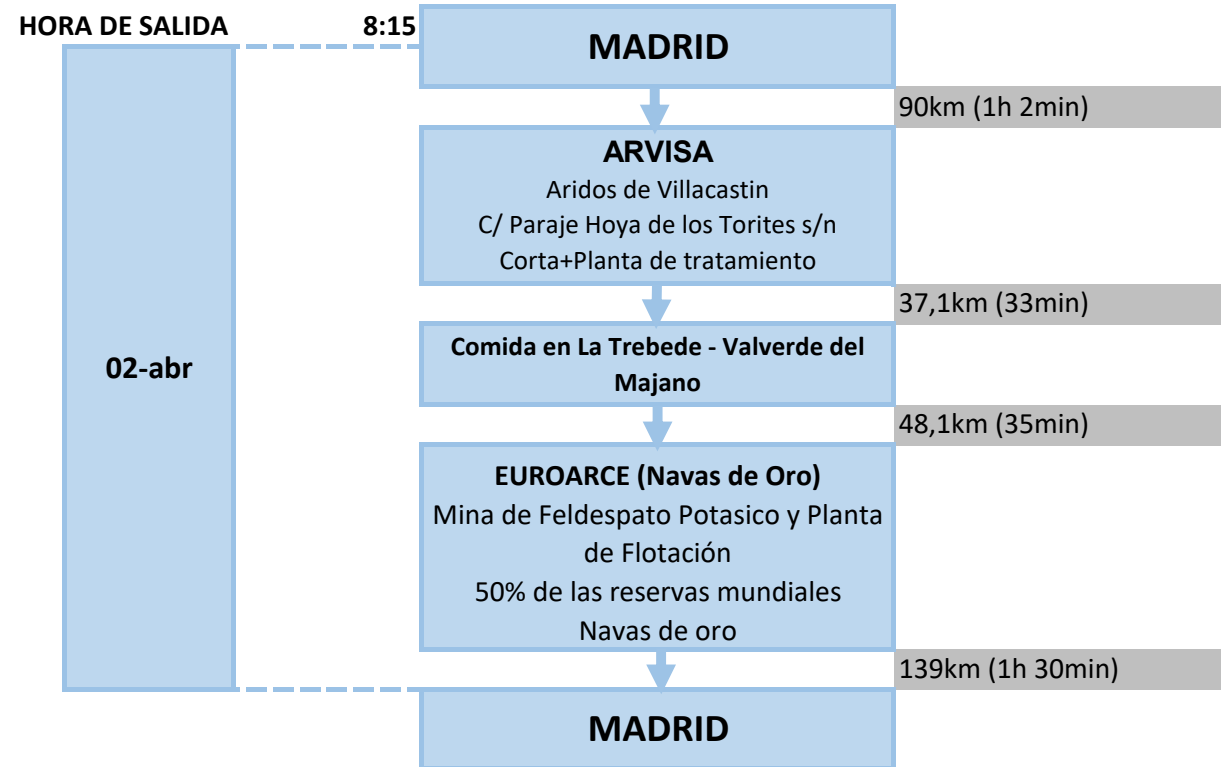 HORA DE SALIDA 8:15
MADRID
90km (1h 2min)
ARVISA
Aridos de Villacastin
C/ Paraje Hoya de los Torites s/n
Corta+Planta de tratamiento
37,1km (33min)
02-abr
Comida en La Trebede - Valverde del
Majano
48,1km (35min)
EUROARCE (Navas de Oro)
Mina de Feldespato Potasico y Planta
de Flotación
50% de las reservas mundiales
Navas de oro
139km (1h 30min)
MADRID